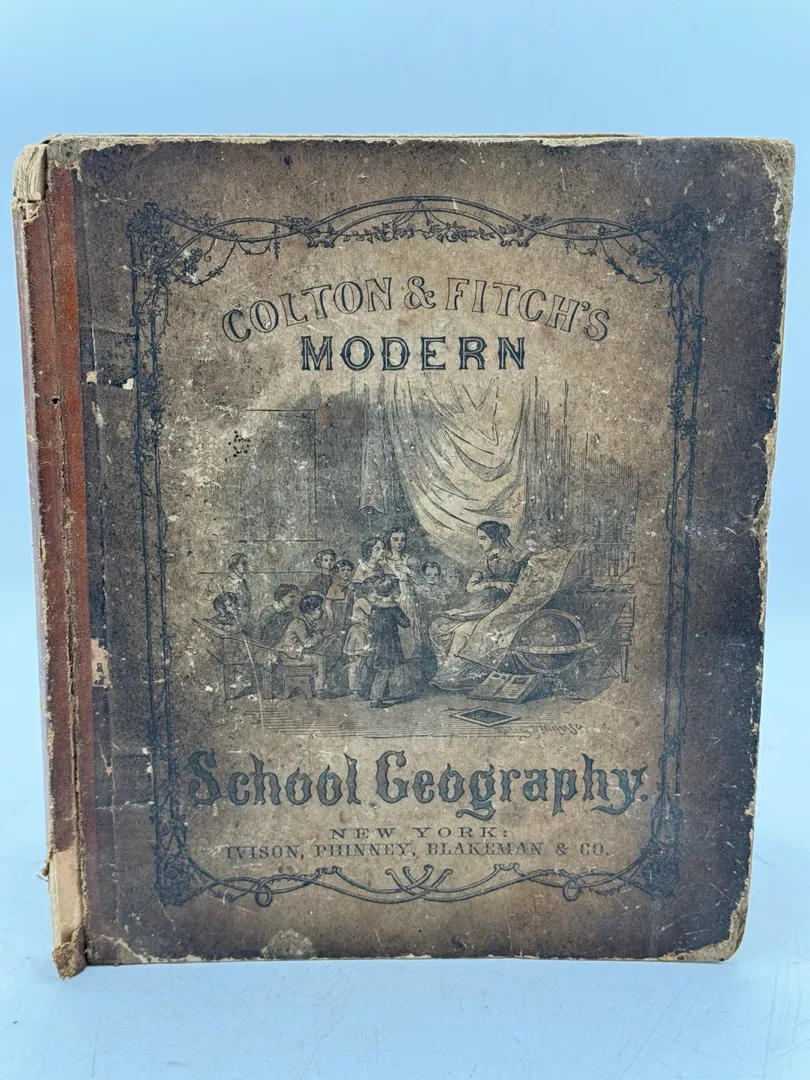 COLTON & FITCH'S
MODERN
School Geography.
NEW YORK:
IVISON, PHINNEY, BLAKEMAN & CO.